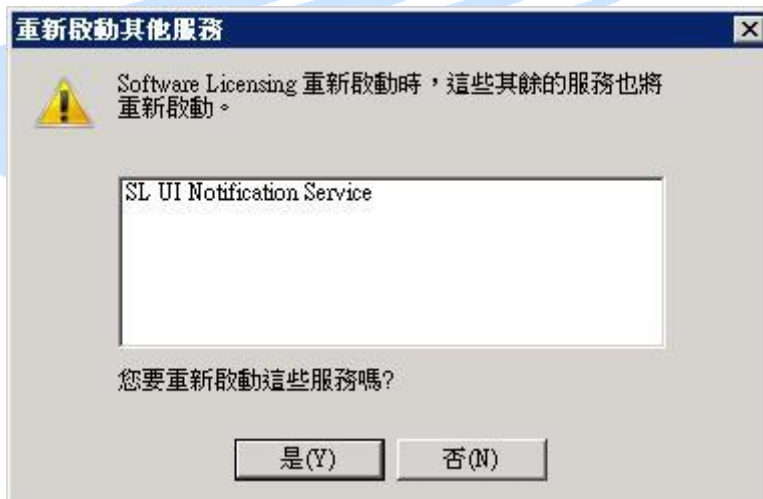 重新啟動其他服務
Software Licensing 重新啟動時，這些其餘的服務也將
重新啟動。
SL UI Notification Service
您要重新啟動這些服務嗎?
是(Y)
否(N)